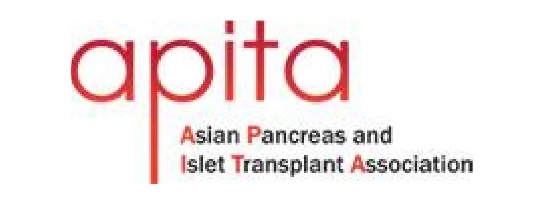 apita
Asian Pancreas and
Islet Transplant Association